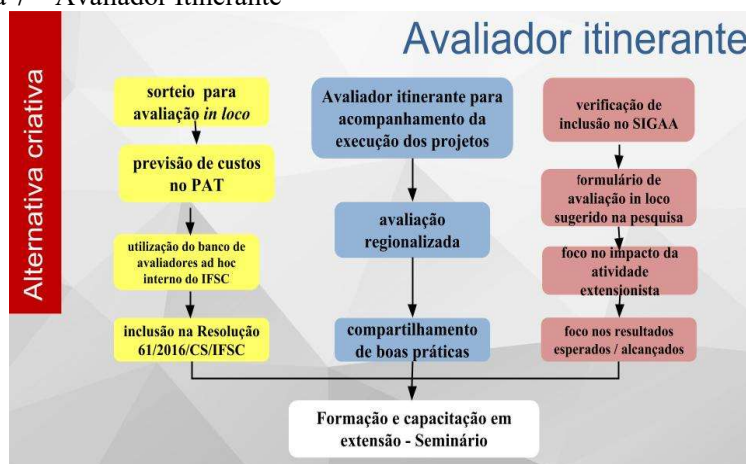 7 – Avaliador Itinerante
Avaliador itinerante
Alternativa criativa
sorteio para
avaliação in loco
previsão de custos
no PAT
utilização do banco de
avaliadores ad hoc
interno do IFSC
inclusão na Resolução
61/2016/CS/IFSC
Avaliador itinerante para
acompanhamento da
execução dos projetos
avaliação
regionalizada
compartilhamento
de boas práticas
verificação de
inclusão no SIGAA
formulário de
avaliação in loco
sugerido na pesquisa
foco no impacto da
atividade
extensionista
foco nos resultados
esperados / alcançados
Formação e capacitação em
extensão - Seminário